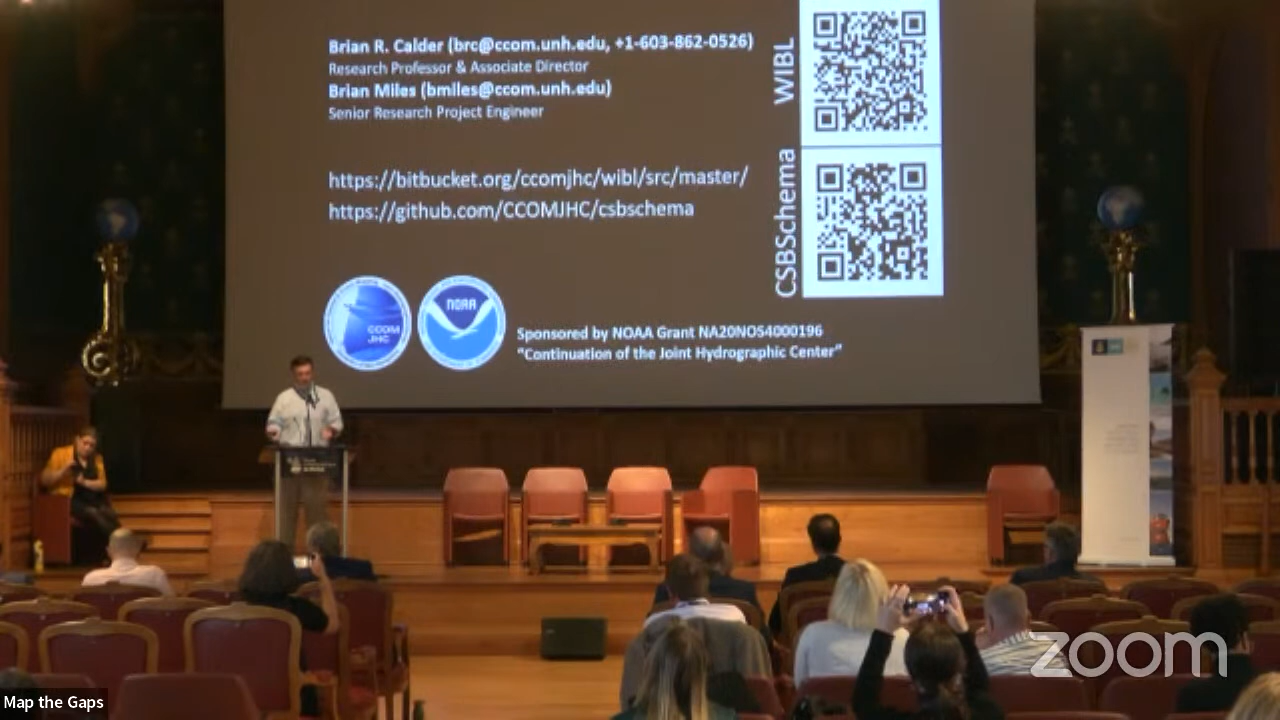 Brian R. Calder (brc@ccom.unh.edu, +1-603-862-0526)
Research Professor & Associate Director
Brian Miles (bmiles@ccom.unh.edu)
Senior Research Project Engineer
https://bitbucket.org/ccomjhc/wibl/src/master/
https://github.com/CCOMJHC/csbschema
WIBL
CSBSchema
CCOM
JHC
NOAA
Sponsored by NOAA Grant NA20NOS4000196
"Continuation of the Joint Hydrographic Center"
zoom
Map the Gaps